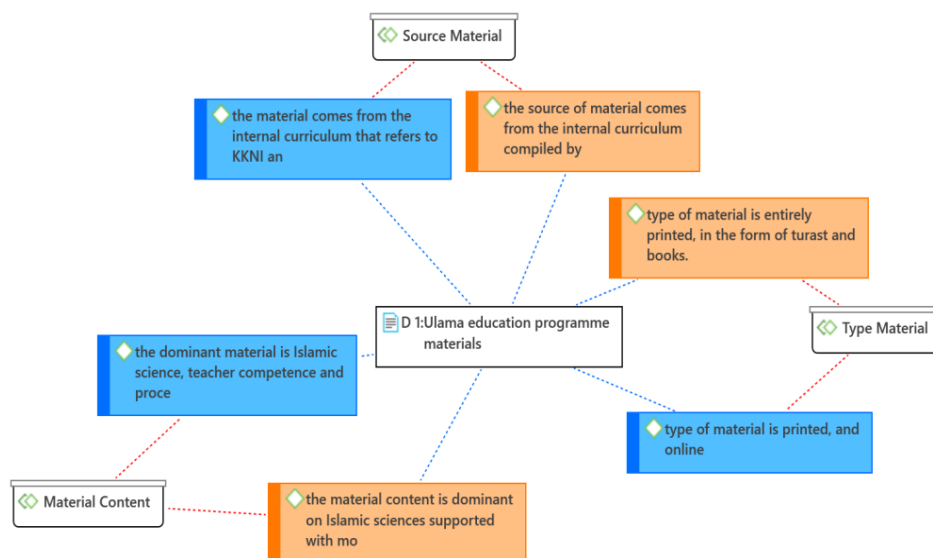 Source Material
the material comes from the
internal curriculum that refers to
KKNI an
the source of material comes
from the internal curriculum
compiled by
type of material is entirely
printed, in the form of turast and
books.
D 1:Ulama education programme
materials
Type Material
the dominant material is Islamic
science, teacher competence and
proce
type of material is printed, and
online
Material Content
the material content is dominant
on Islamic sciences supported
with mo